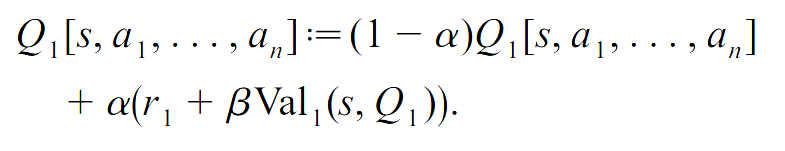 Q₁[s, a₁, . . . , aₙ] := (1 − α)Q₁[s, a₁, . . . , aₙ]
+ α(r₁ + βVal₁(s, Q₁)).